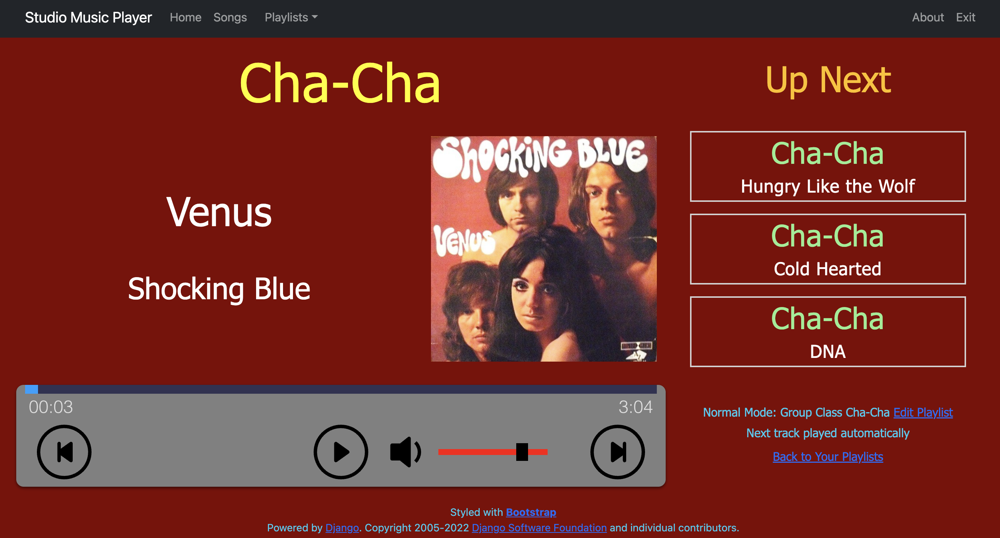 Studio Music Player Home Songs Playlists About Exit
Cha-Cha
Venus
Shocking Blue
SHOCKiNG BLUE
VENUS
00:03 3:04
Up Next
Cha-Cha
Hungry Like the Wolf
Cha-Cha
Cold Hearted
Cha-Cha
DNA
Normal Mode: Group Class Cha-Cha Edit Playlist
Next track played automatically
Back to Your Playlists
Styled with Bootstrap
Powered by Django. Copyright 2005-2022 Django Software Foundation and individual contributors.